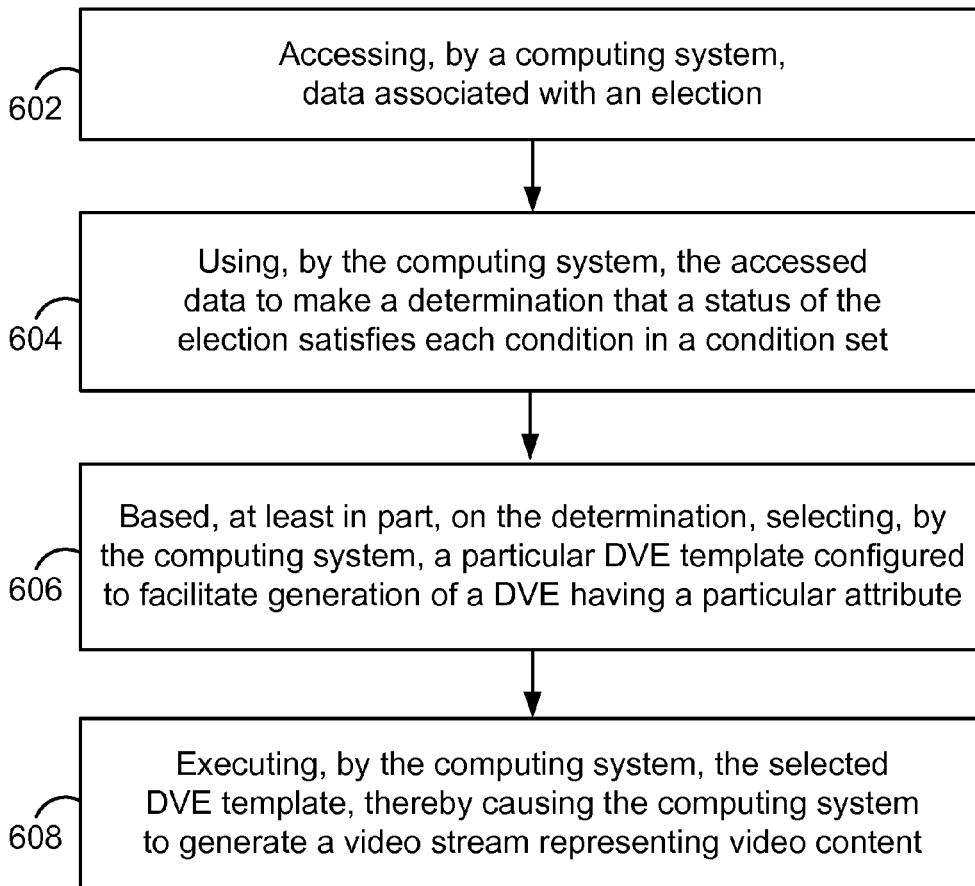 Accessing, by a computing system,
data associated with an election
602
Using, by the computing system, the accessed
data to make a determination that a status of the
election satisfies each condition in a condition set
604
Based, at least in part, on the determination, selecting, by
the computing system, a particular DVE template configured
to facilitate generation of a DVE having a particular attribute
606
Executing, by the computing system, the selected
DVE template, thereby causing the computing system
to generate a video stream representing video content
608